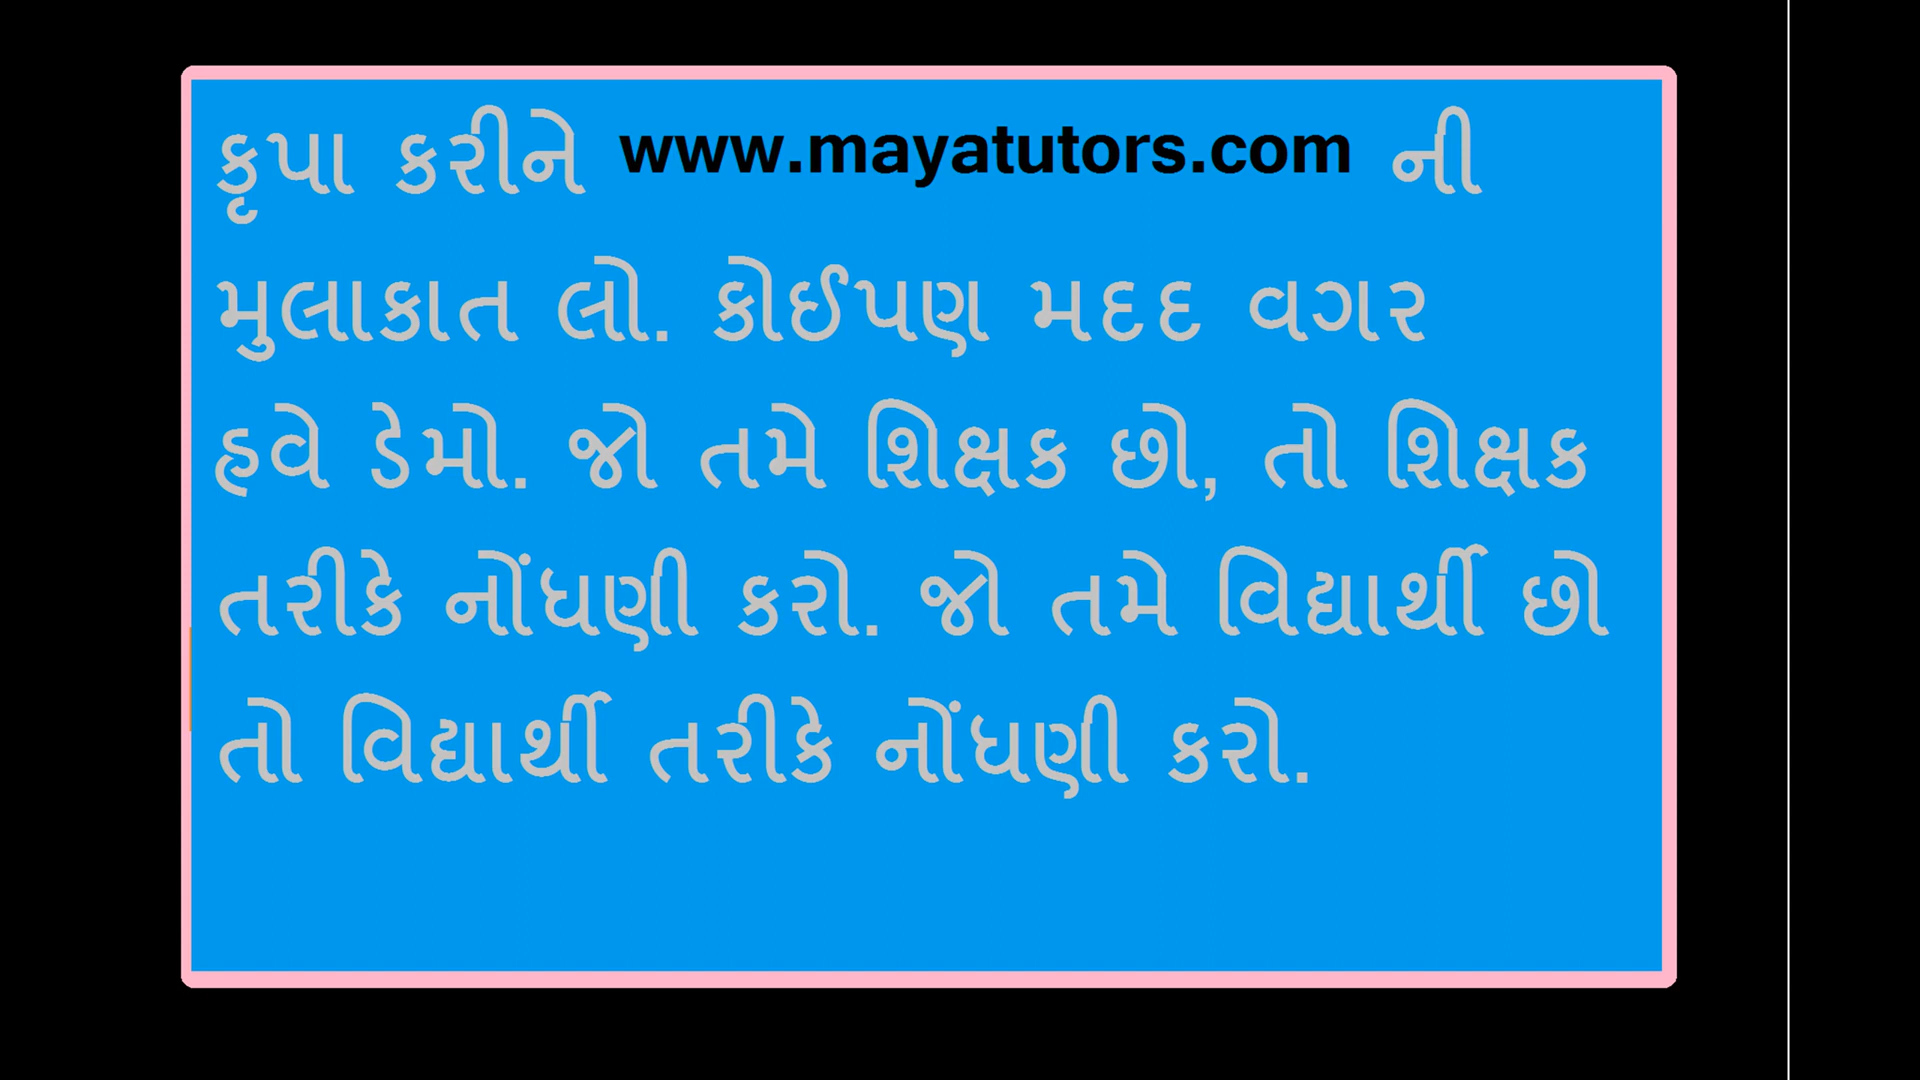 કૃપા કરીને www.mayatutors.com ની
મુલાકાત લો. કોઈપણ મદદ વગર
હવે ડેમો. જો તમે શિક્ષક છો, તો શિક્ષક
તરીકે નોંધણી કરો. જો તમે વિદ્યાર્થી છો
તો વિદ્યાર્થી તરીકે નોંધણી કરો.